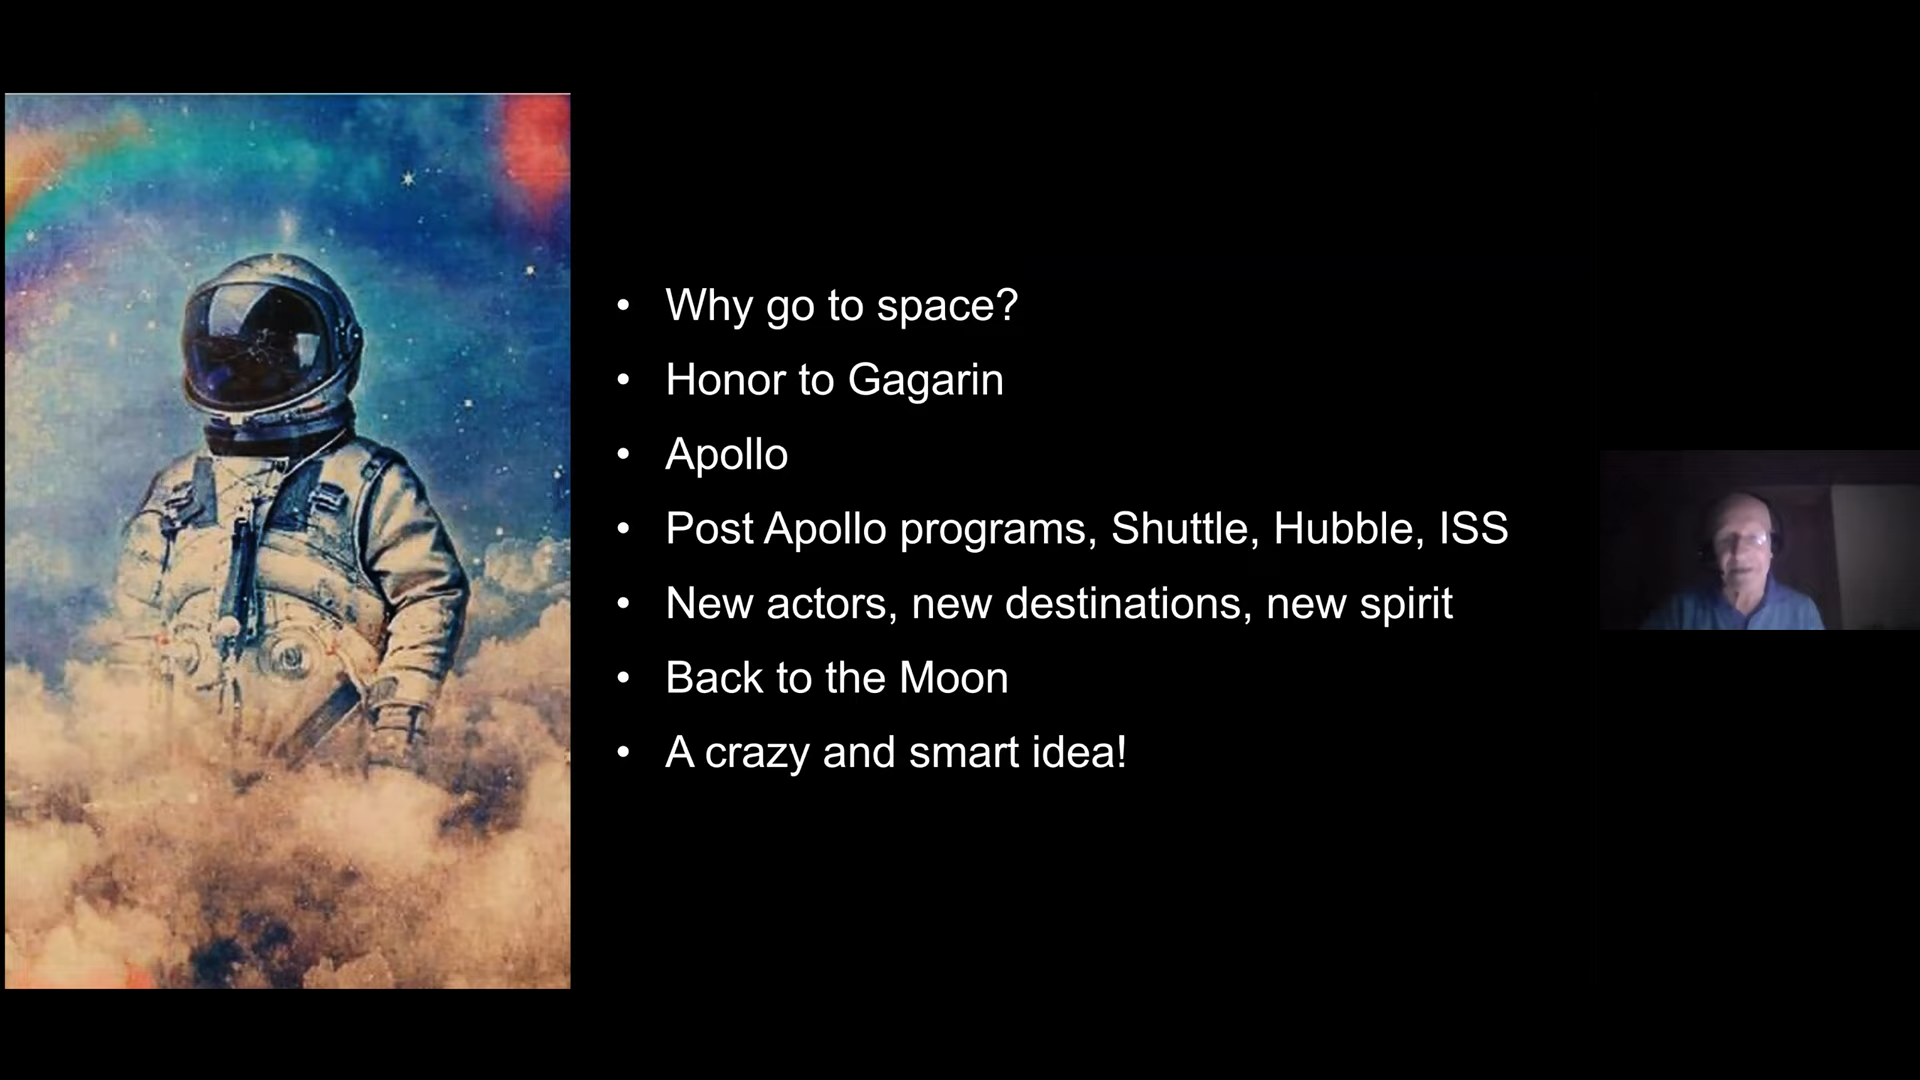 • Why go to space?
• Honor to Gagarin
• Apollo
• Post Apollo programs, Shuttle, Hubble, ISS
• New actors, new destinations, new spirit
• Back to the Moon
• A crazy and smart idea!